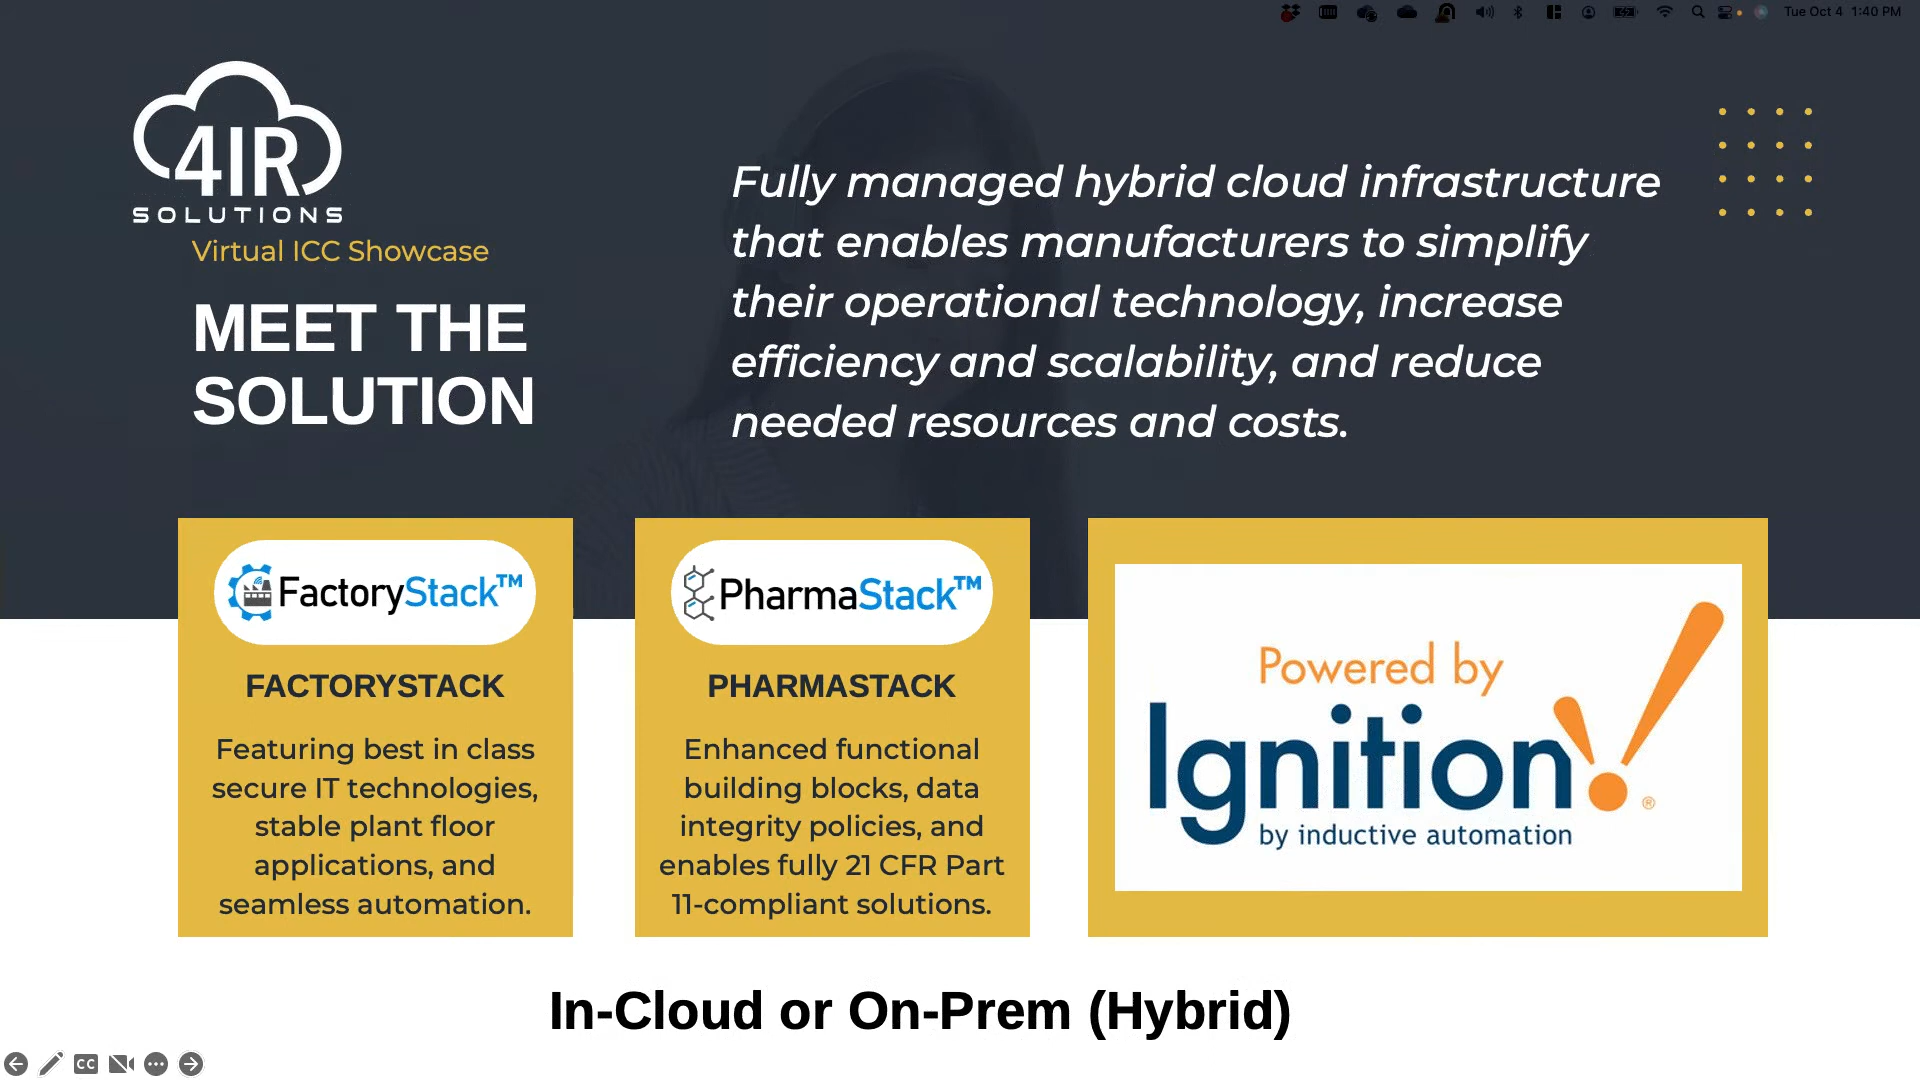 Tue Oct 4 1:40 PM
4IR
SOLUTIONS
Virtual ICC Showcase
MEET THE
SOLUTION
Fully managed hybrid cloud infrastructure
that enables manufacturers to simplify
their operational technology, increase
efficiency and scalability, and reduce
needed resources and costs.
FactoryStack™
FACTORYSTACK
Featuring best in class
secure IT technologies,
stable plant floor
applications, and
seamless automation.
PharmaStack™
PHARMASTACK
Enhanced functional
building blocks, data
integrity policies, and
enables fully 21 CFR Part
11-compliant solutions.
Powered by
Ignition!®
by inductive automation
In-Cloud or On-Prem (Hybrid)
CC